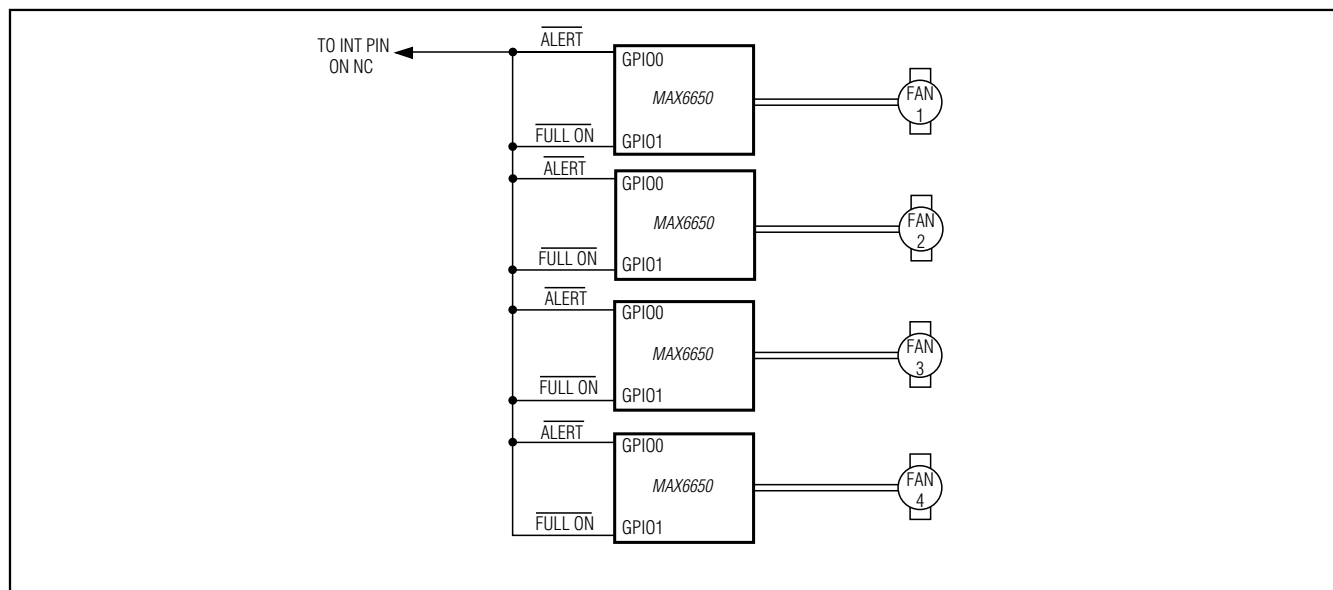 TO INT PIN
ON NC
ALERT
GPIO0
MAX6650
FAN
1
FULL ON
GPIO1
ALERT
GPIO0
MAX6650
FAN
2
FULL ON
GPIO1
ALERT
GPIO0
MAX6650
FAN
3
FULL ON
GPIO1
ALERT
GPIO0
MAX6650
FAN
4
FULL ON
GPIO1